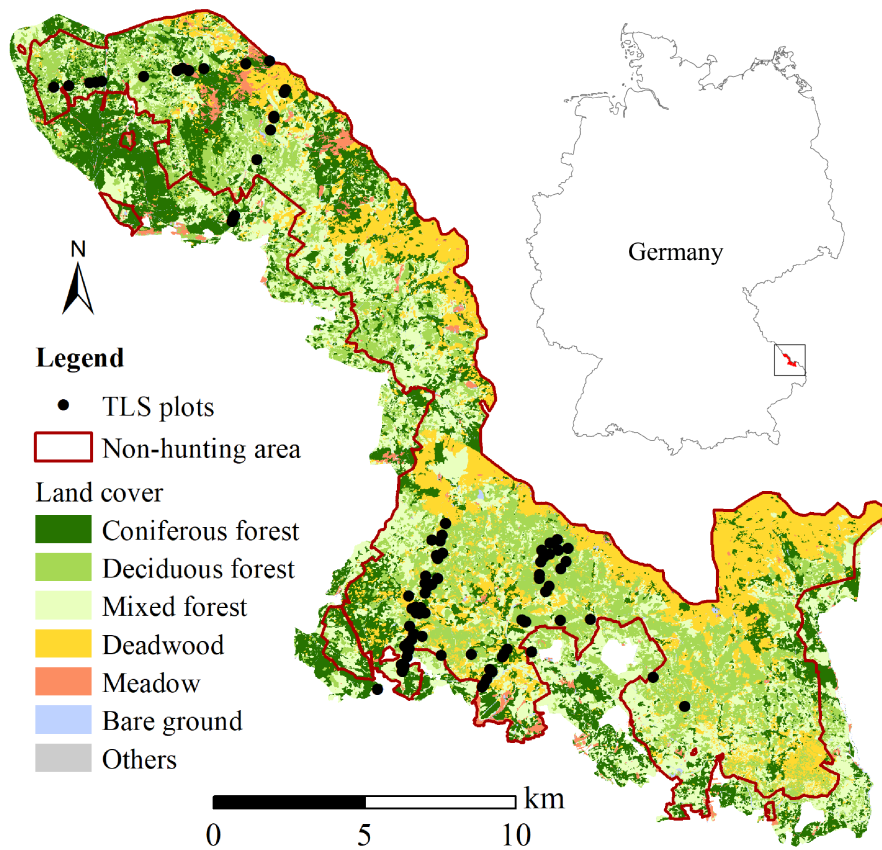 Germany
N
Legend
TLS plots
Non-hunting area
Land cover
Coniferous forest
Deciduous forest
Mixed forest
Deadwood
Meadow
Bare ground
Others
km
0 5 10